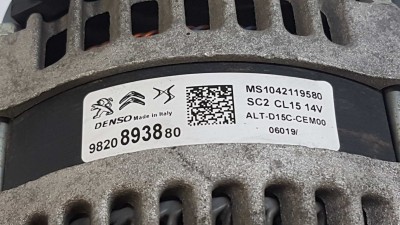 DENSO Made in Italy
9820893880
MS1042119580
SC2 CL15 14V
ALT-D15C-CEM00
06019/